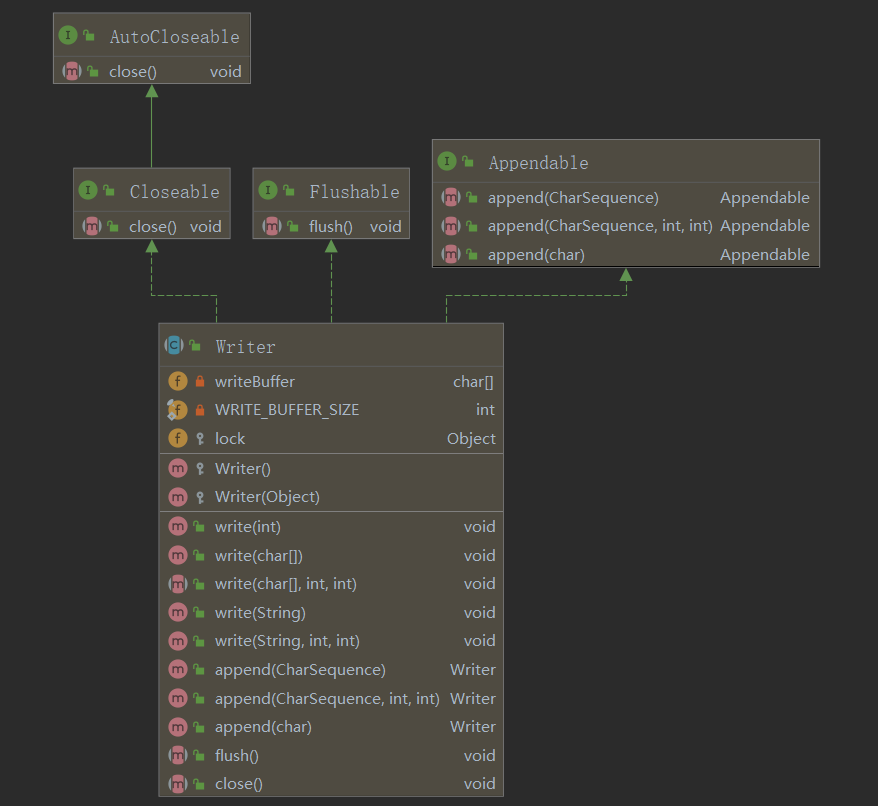 AutoCloseable
close() void
Closeable
close() void
Flushable
flush() void
Appendable
append(CharSequence) Appendable
append(CharSequence, int, int) Appendable
append(char) Appendable
Writer
writeBuffer char[]
WRITE_BUFFER_SIZE int
lock Object
Writer()
Writer(Object)
write(int) void
write(char[]) void
write(char[], int, int) void
write(String) void
write(String, int, int) void
append(CharSequence) Writer
append(CharSequence, int, int) Writer
append(char) Writer
flush() void
close() void